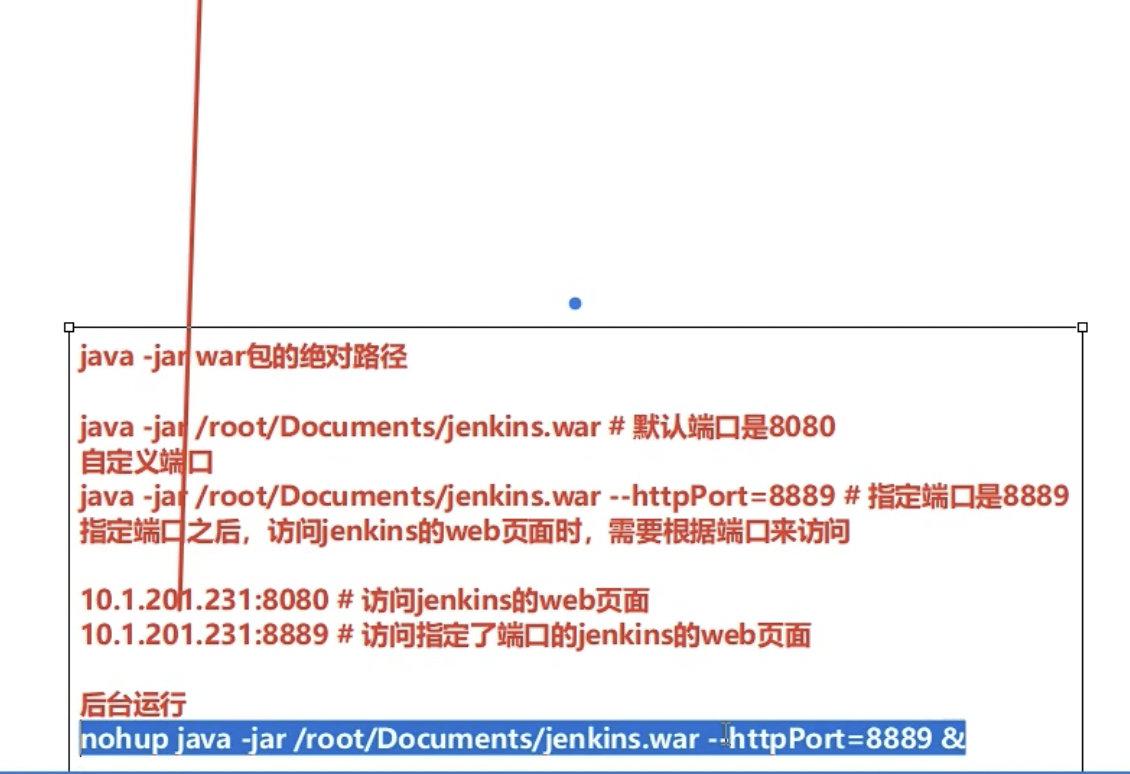 java -jar war包的绝对路径
java -jar /root/Documents/jenkins.war # 默认端口是8080
自定义端口
java -jar /root/Documents/jenkins.war --httpPort=8889 # 指定端口是8889
指定端口之后，访问jenkins的web页面时，需要根据端口来访问
10.1.201.231:8080 # 访问jenkins的web页面
10.1.201.231:8889 # 访问指定了端口的jenkins的web页面
后台运行
nohup java -jar /root/Documents/jenkins.war --httpPort=8889 &